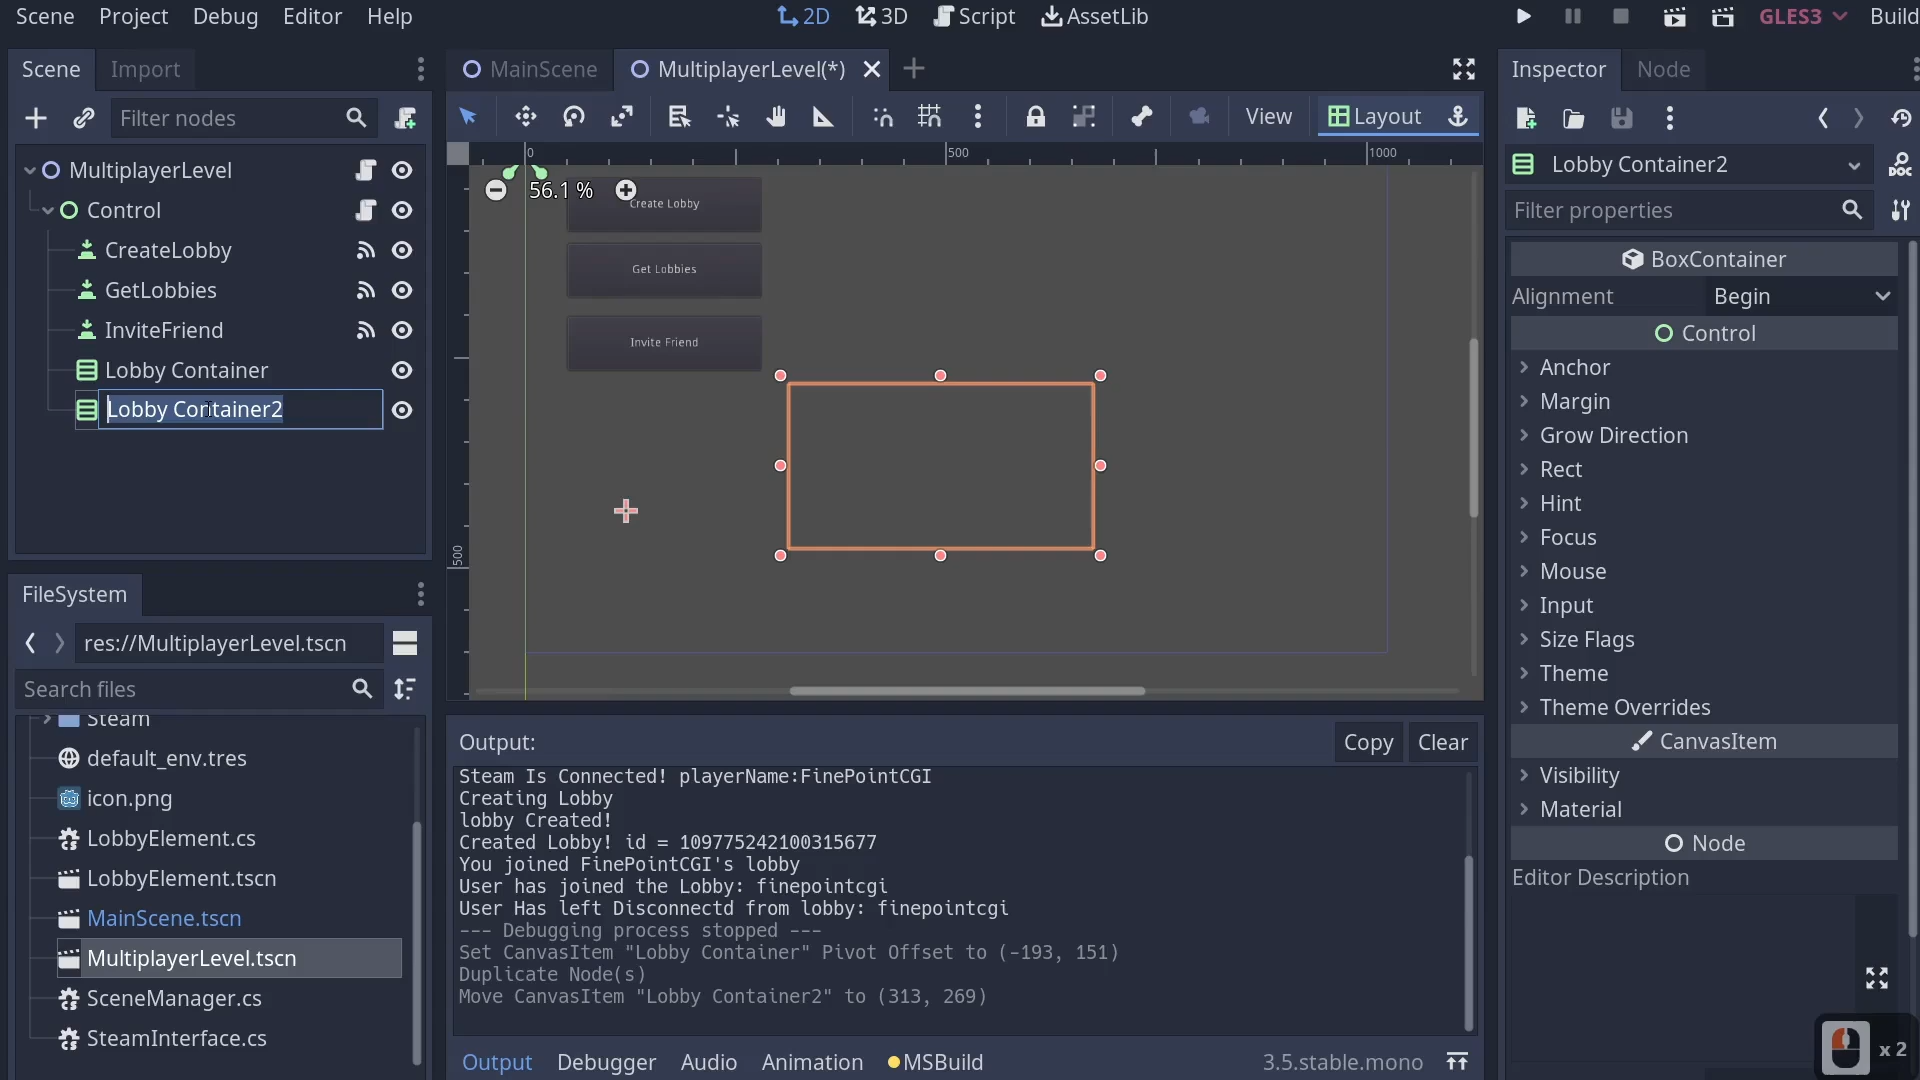 Scene Project Debug Editor Help 2D 3D Script AssetLib GLES3 Build
Scene Import
Filter nodes
MultiplayerLevel
Control
CreateLobby
GetLobbies
InviteFriend
Lobby Container
Lobby Container2
FileSystem
res://MultiplayerLevel.tscn
Search files
Steam
default_env.tres
icon.png
LobbyElement.cs
LobbyElement.tscn
MainScene.tscn
MultiplayerLevel.tscn
SceneManager.cs
SteamInterface.cs
MainScene MultiplayerLevel(*)
View Layout
0 500 1000
56.1 %
Create Lobby
Get Lobbies
Invite Friend
500
Output: Copy Clear
Steam Is Connected! playerName:FinePointCGI
Creating Lobby
lobby Created!
Created Lobby! id = 109775242100315677
You joined FinePointCGI's lobby
User has joined the Lobby: finepointcgi
User Has left Disconnectd from lobby: finepointcgi
--- Debugging process stopped ---
Set CanvasItem "Lobby Container" Pivot Offset to (-193, 151)
Duplicate Node(s)
Move CanvasItem "Lobby Container2" to (313, 269)
Output Debugger Audio Animation MSBuild 3.5.stable.mono
Inspector Node
Lobby Container2
DOC
Filter properties
BoxContainer
Alignment Begin
Control
Anchor
Margin
Grow Direction
Rect
Hint
Focus
Mouse
Input
Size Flags
Theme
Theme Overrides
CanvasItem
Visibility
Material
Node
Editor Description
x 2